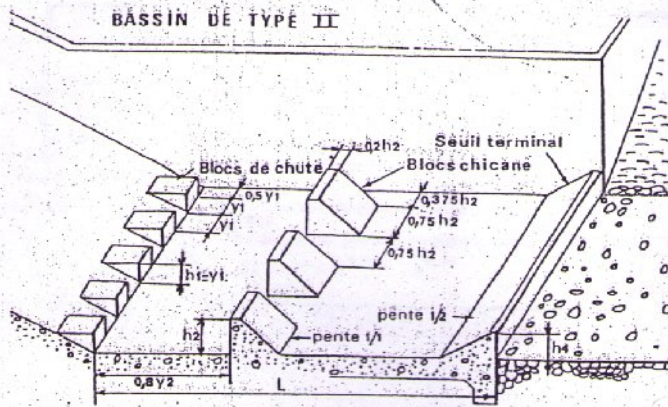 BASSIN DE TYPE II
Seuil terminal
0,2h2
Blocs chicane
Blocs de chute
0,5y1
y1
y1
0,375h2
0,75h2
0,75h2
h1=y1
pente 1/2
h2
pente 1/1
h4
0,8y2
L